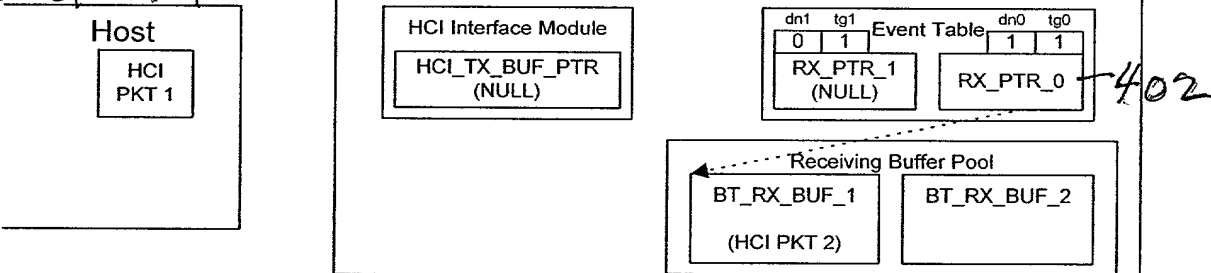 Host
HCI
PKT 1
HCI Interface Module
HCI_TX_BUF_PTR
(NULL)
dn1 tg1
0 1
Event Table
dn0 tg0
1 1
RX_PTR_1
(NULL)
RX_PTR_0
402
Receiving Buffer Pool
BT_RX_BUF_1
(HCI PKT 2)
BT_RX_BUF_2